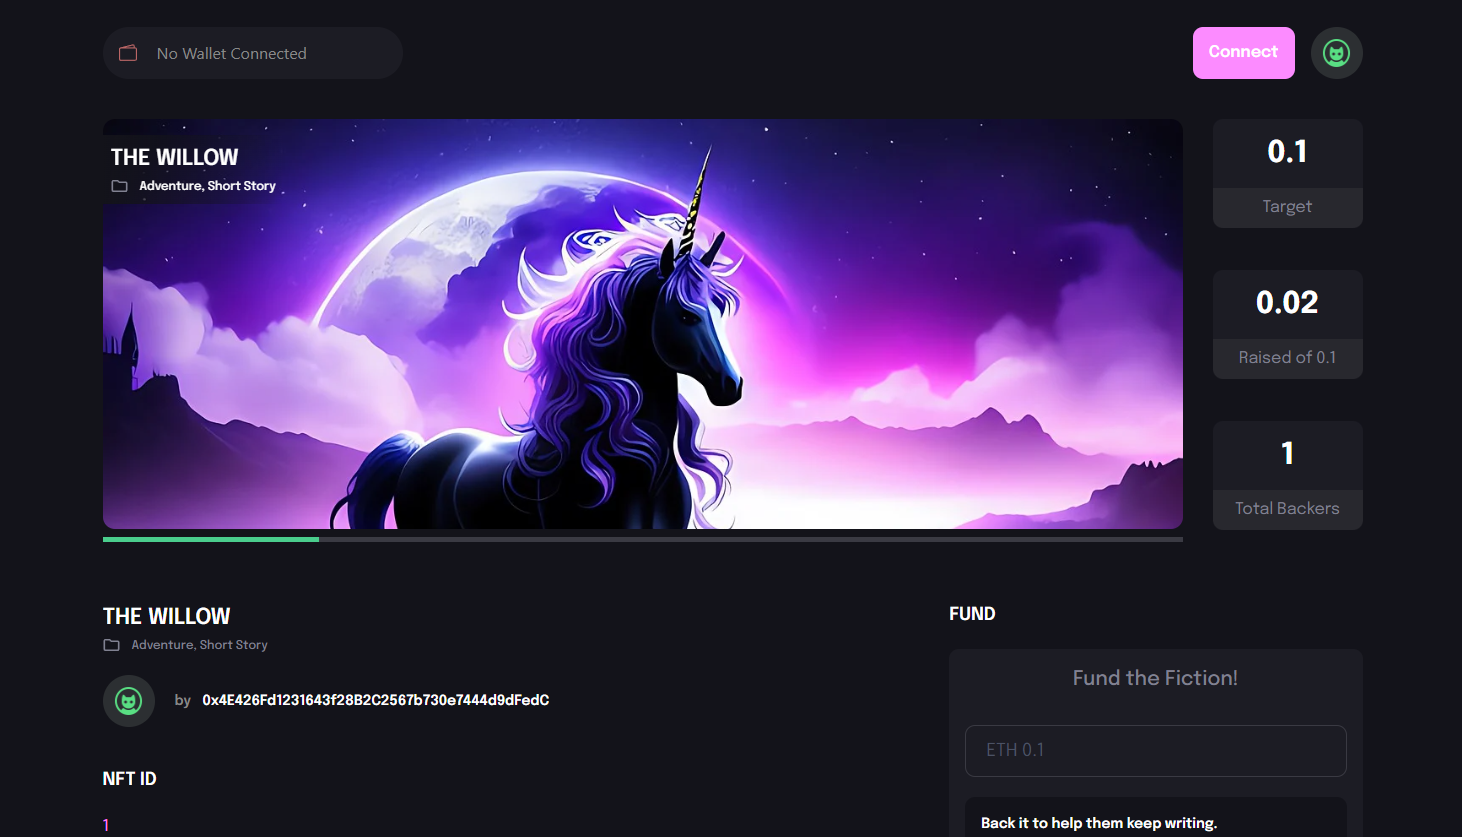 No Wallet Connected
Connect
THE WILLOW
Adventure, Short Story
0.1
Target
0.02
Raised of 0.1
1
Total Backers
THE WILLOW
Adventure, Short Story
by 0x4E426Fd1231643f28B2C2567b730e7444d9dFedC
NFT ID
1
FUND
Fund the Fiction!
ETH 0.1
Back it to help them keep writing.